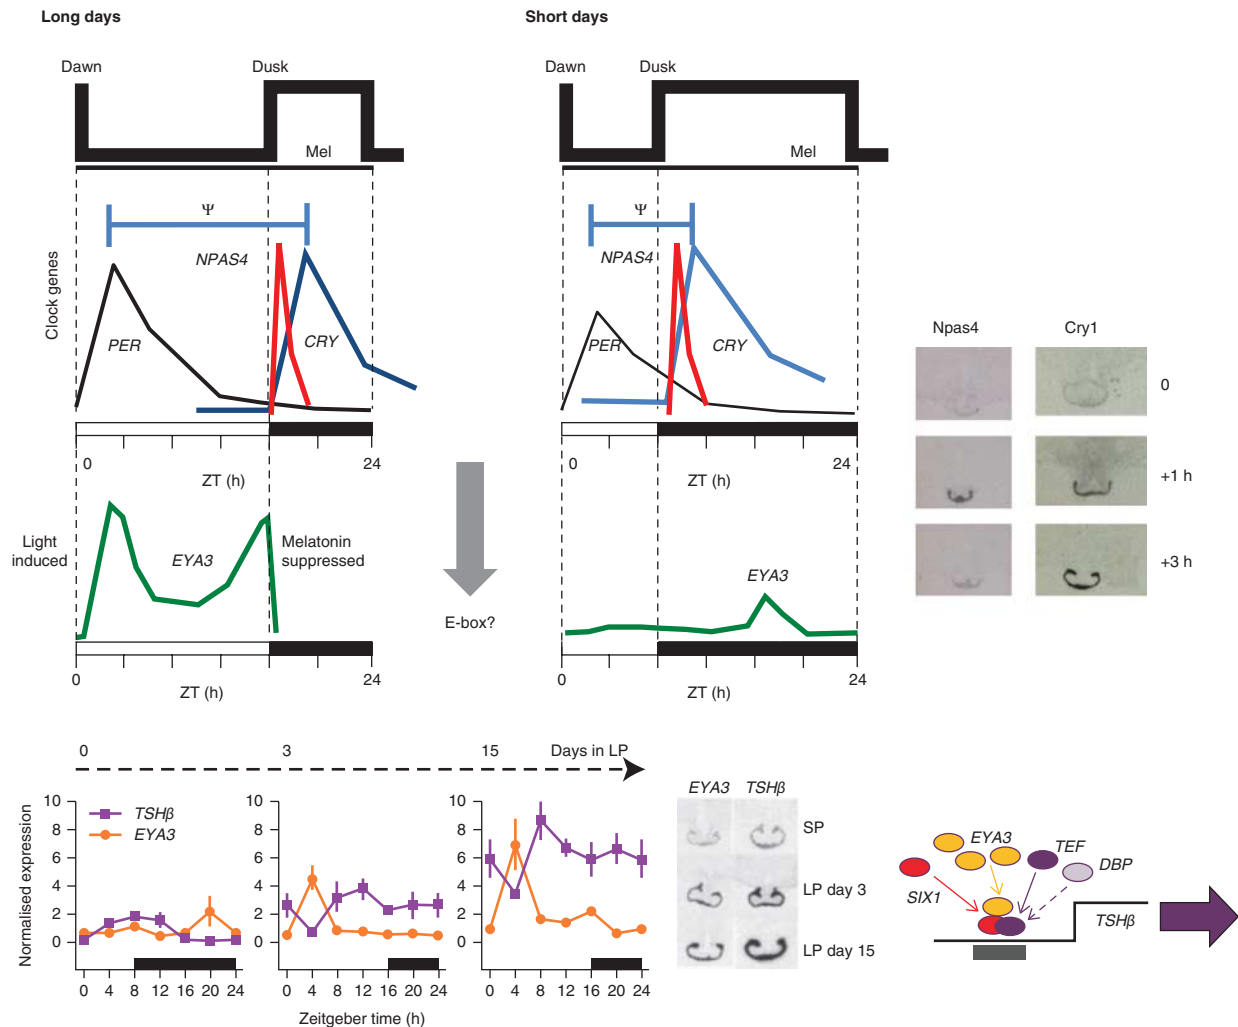 Long days
Short days
Dawn
Dusk
Dawn
Dusk
Mel
Mel
Ψ
Ψ
NPAS4
NPAS4
Clock genes
PER
CRY
PER
CRY
0
24
ZT (h)
0
24
ZT (h)
Npas4
Cry1
0
+1 h
+3 h
Light
induced
EYA3
Melatonin
suppressed
E-box?
EYA3
0
24
ZT (h)
0
24
ZT (h)
0
3
15
Days in LP
Normalised expression
10
8
6
4
2
0
TSHβ
EYA3
0 4 8 12 16 20 24
10
8
6
4
2
0
0 4 8 12 16 20 24
10
8
6
4
2
0
0 4 8 12 16 20 24
Zeitgeber time (h)
EYA3
TSHβ
SP
LP day 3
LP day 15
EYA3
TEF
DBP
SIX1
TSHβ